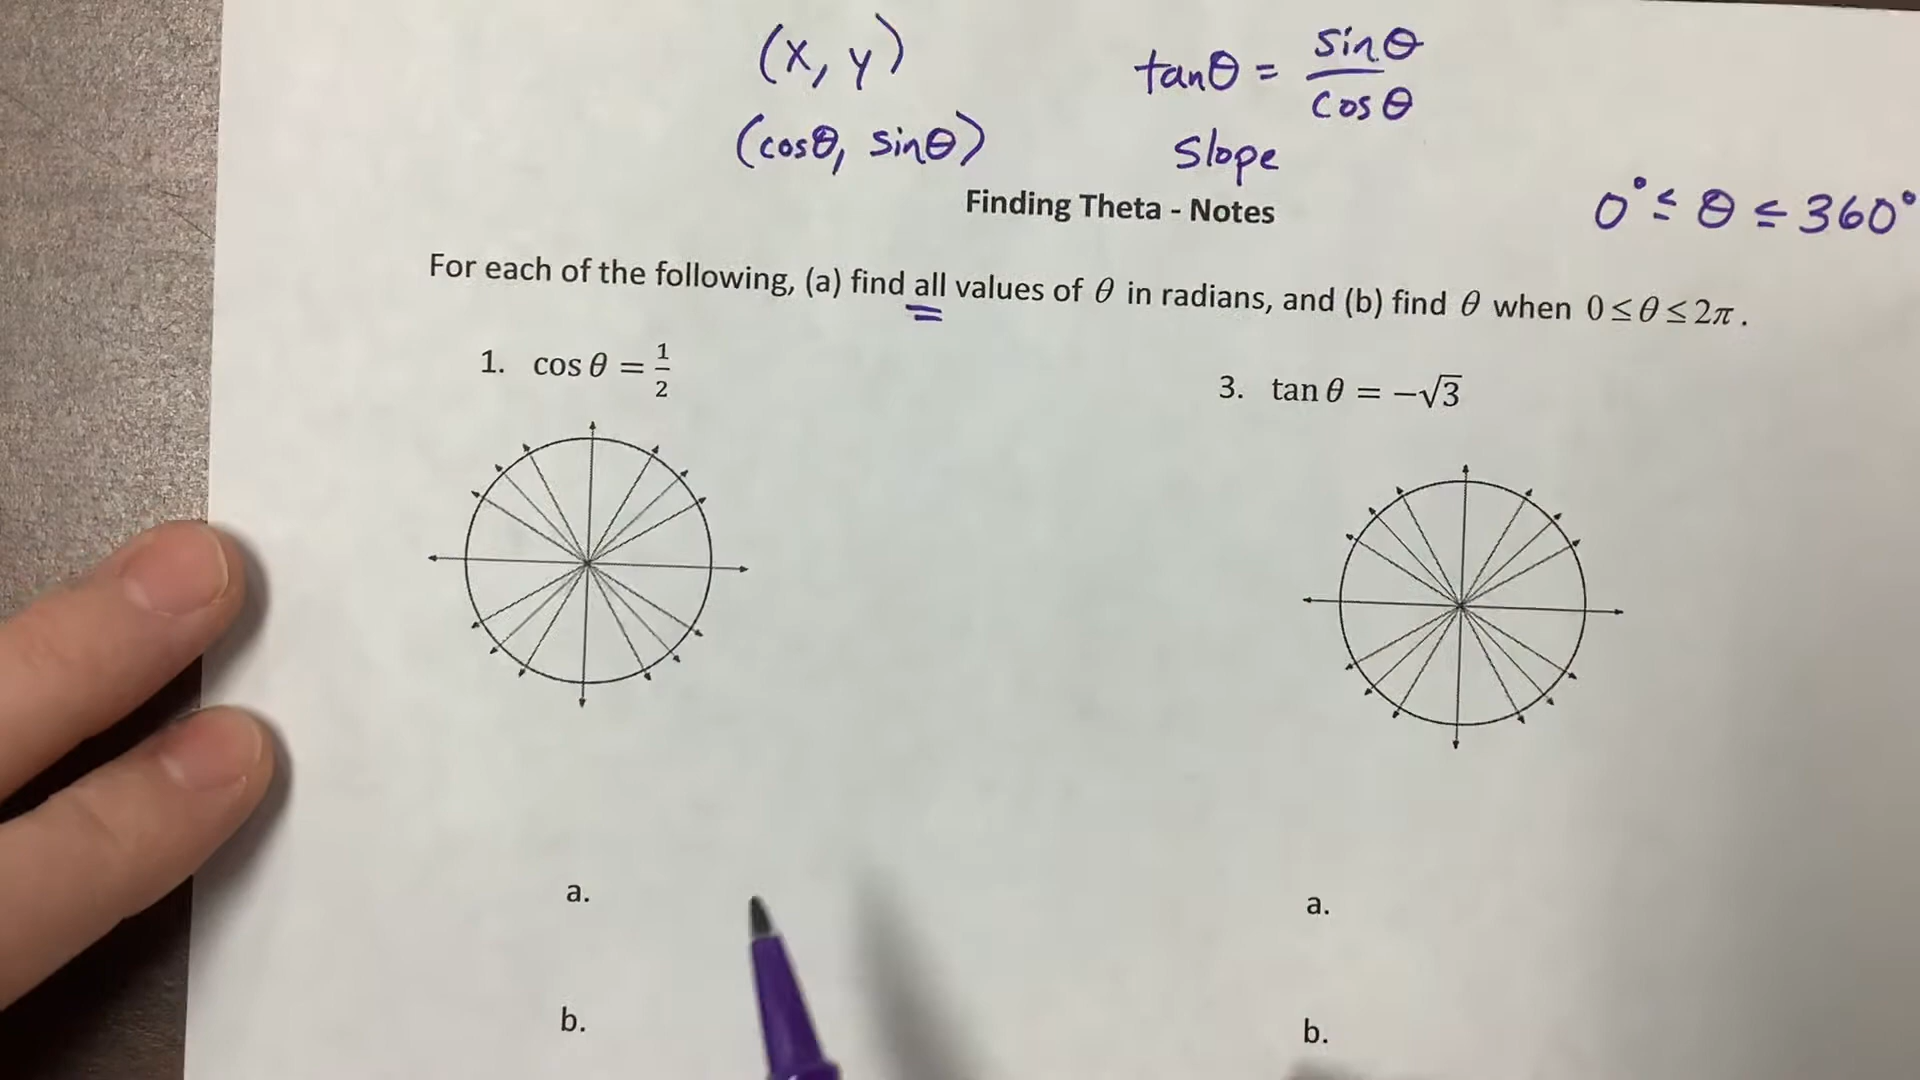 (x, y)
tanθ = sinθ/cosθ
(cosθ, sinθ)
Slope
Finding Theta - Notes
0° ≤ θ ≤ 360°
For each of the following, (a) find all values of θ in radians, and (b) find θ when 0 ≤ θ ≤ 2π.
1. cos θ = 1/2
3. tan θ = −√3
a.
a.
b.
b.